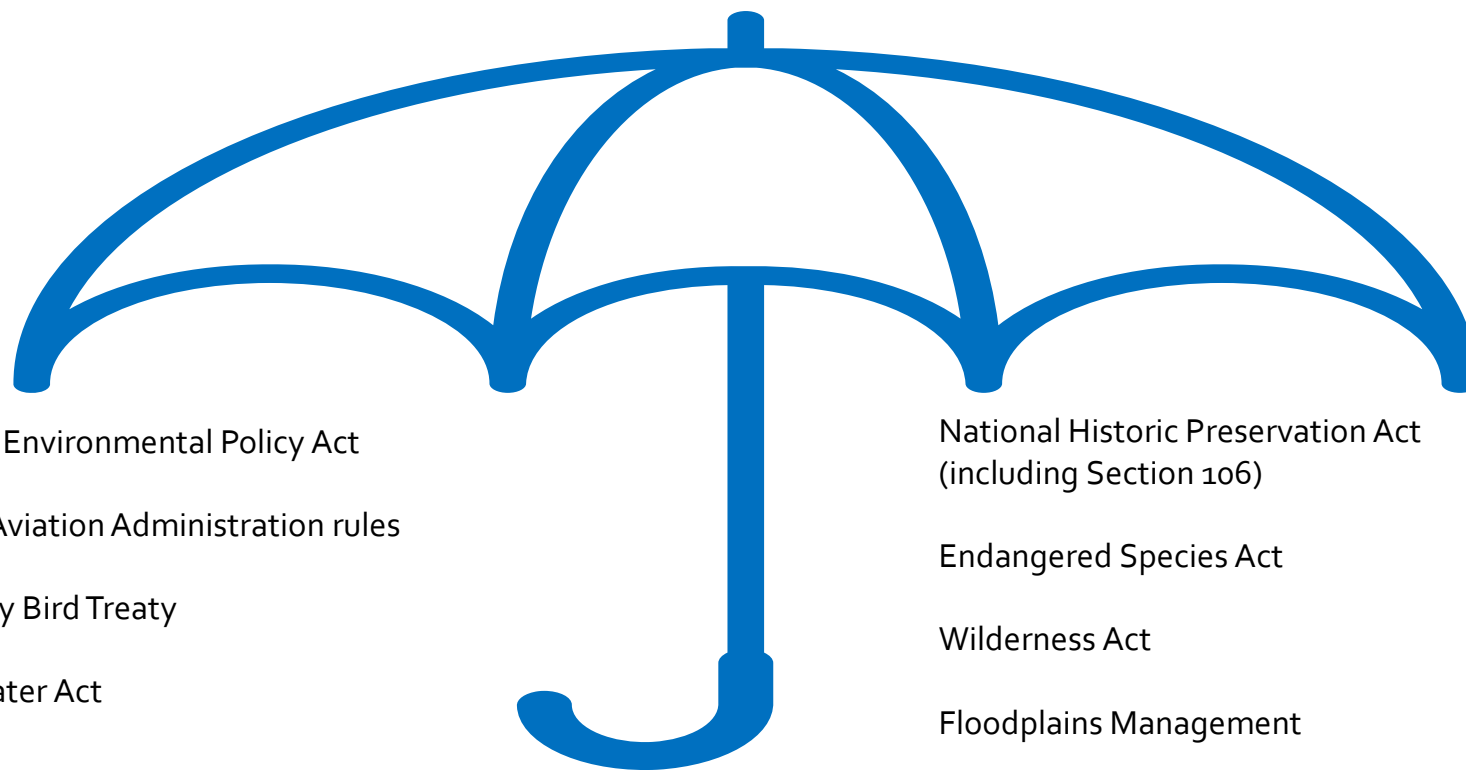 Environmental Policy Act
Aviation Administration rules
y Bird Treaty
ater Act
National Historic Preservation Act
(including Section 106)
Endangered Species Act
Wilderness Act
Floodplains Management